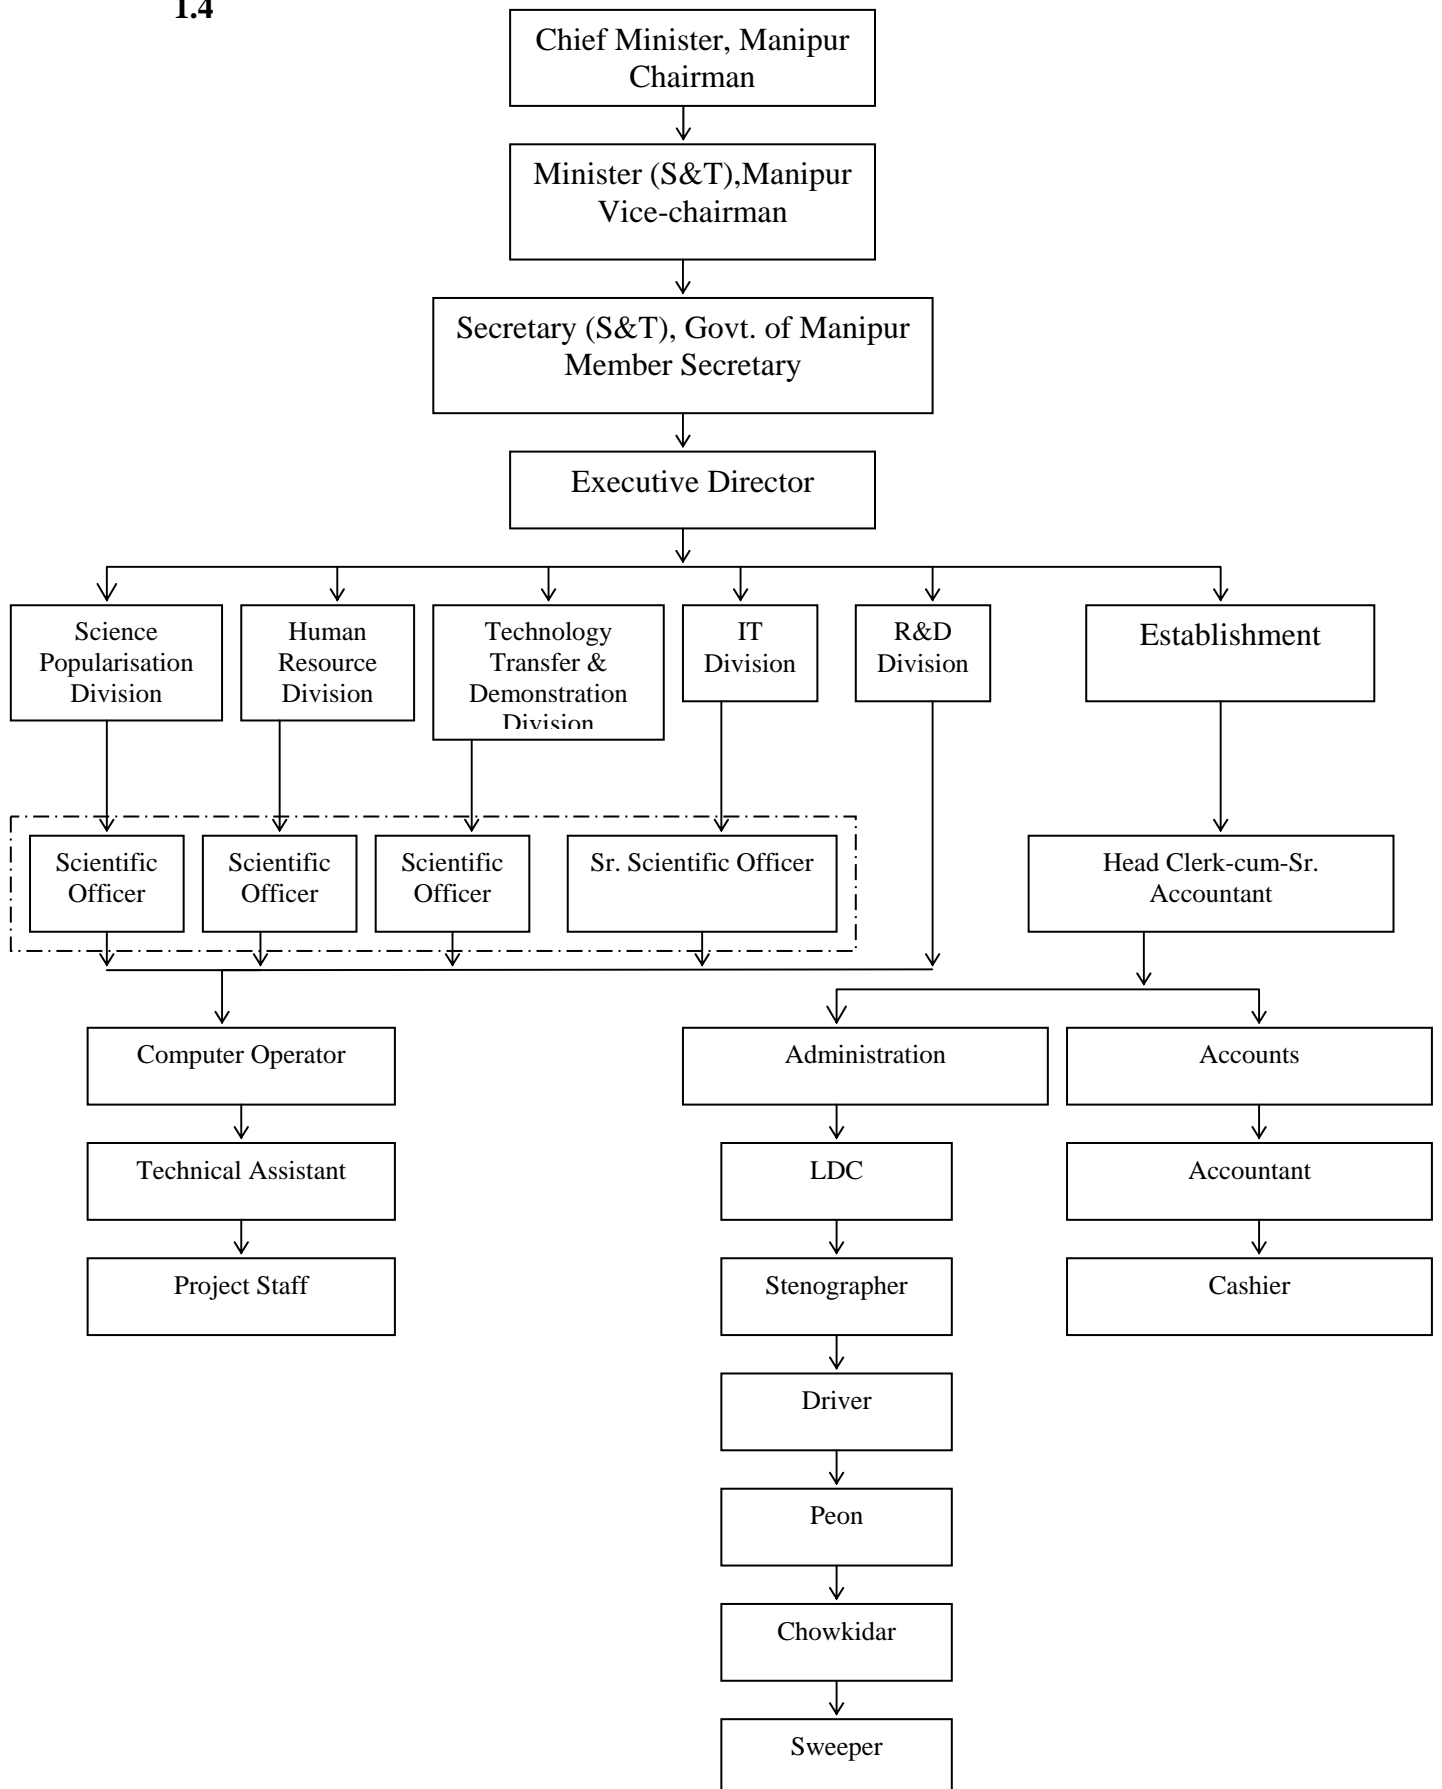 1.4
Chief Minister, Manipur
Chairman
Minister (S&T),Manipur
Vice-chairman
Secretary (S&T), Govt. of Manipur
Member Secretary
Executive Director
Science
Popularisation
Division
Human
Resource
Division
Technology
Transfer &
Demonstration
Division
IT
Division
R&D
Division
Establishment
Scientific
Officer
Scientific
Officer
Scientific
Officer
Sr. Scientific Officer
Head Clerk-cum-Sr.
Accountant
Computer Operator
Administration
Accounts
Technical Assistant
LDC
Accountant
Project Staff
Stenographer
Cashier
Driver
Peon
Chowkidar
Sweeper